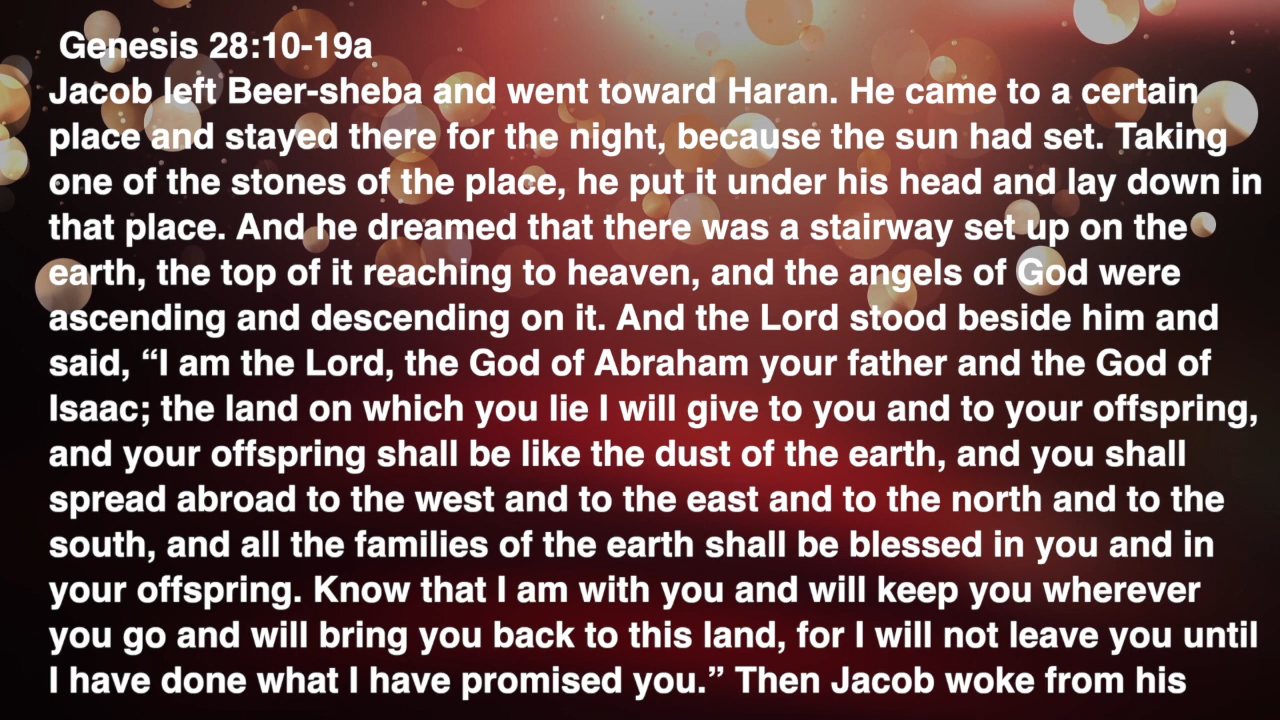 Genesis 28:10-19a
Jacob left Beer-sheba and went toward Haran. He came to a certain
place and stayed there for the night, because the sun had set. Taking
one of the stones of the place, he put it under his head and lay down in
that place. And he dreamed that there was a stairway set up on the
earth, the top of it reaching to heaven, and the angels of God were
ascending and descending on it. And the Lord stood beside him and
said, “I am the Lord, the God of Abraham your father and the God of
Isaac; the land on which you lie I will give to you and to your offspring,
and your offspring shall be like the dust of the earth, and you shall
spread abroad to the west and to the east and to the north and to the
south, and all the families of the earth shall be blessed in you and in
your offspring. Know that I am with you and will keep you wherever
you go and will bring you back to this land, for I will not leave you until
I have done what I have promised you.” Then Jacob woke from his